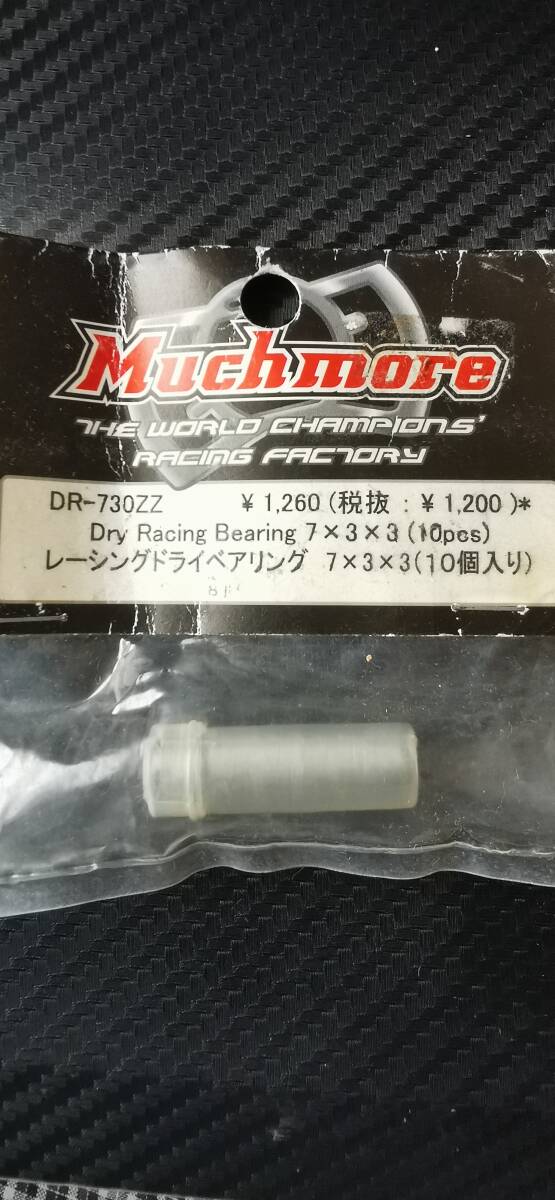 Muchmore
THE WORLD CHAMPIONS'
RACING FACTORY
DR-730ZZ ¥1,260(税抜:¥1,200)*
Dry Racing Bearing 7×3×3(10pcs)
レーシングドライベアリング 7×3×3(10個入り)